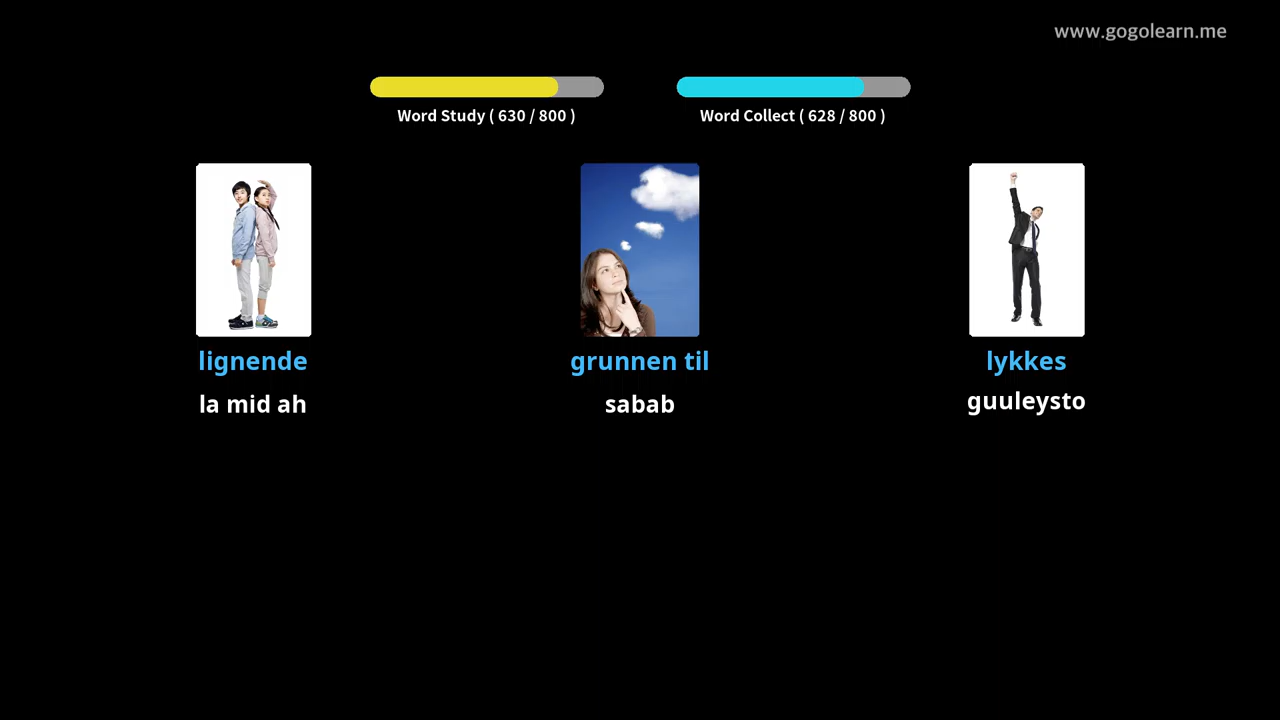 www.gogolearn.me
Word Study ( 630 / 800 )
Word Collect ( 628 / 800 )
lignende
grunnen til
lykkes
la mid ah
sabab
guuleysto